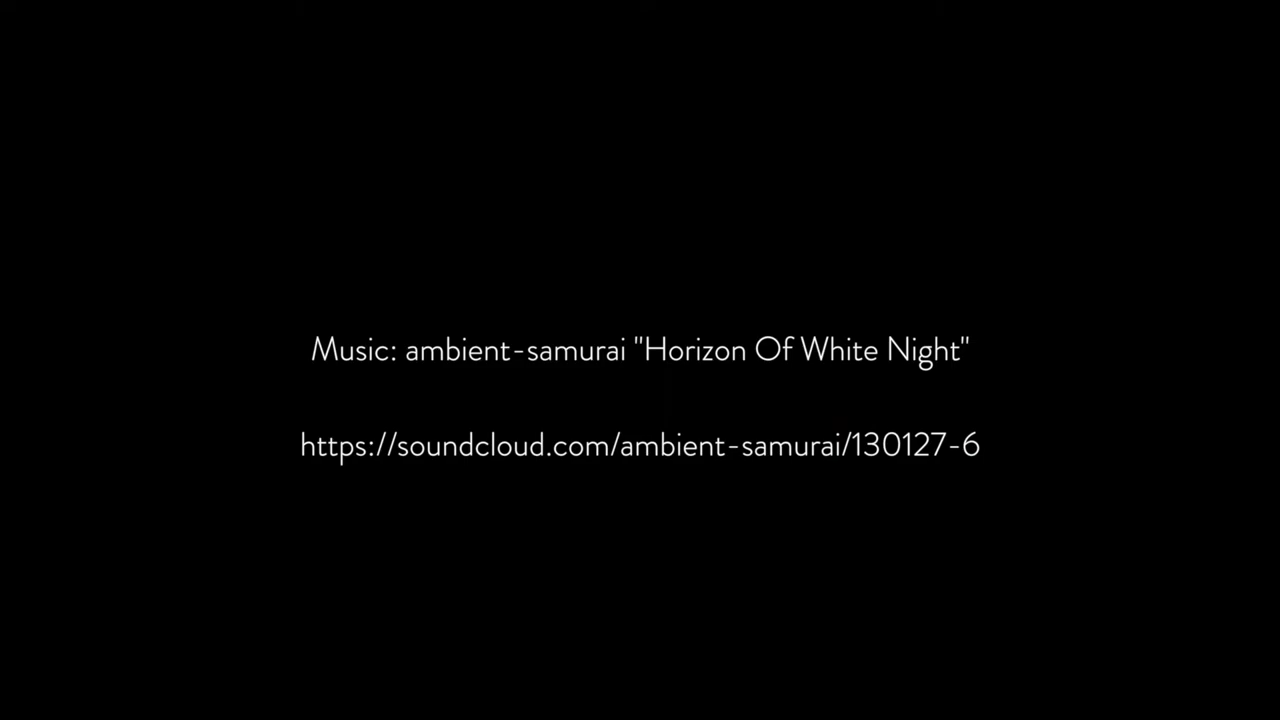 Music: ambient-samurai "Horizon Of White Night"
https://soundcloud.com/ambient-samurai/130127-6